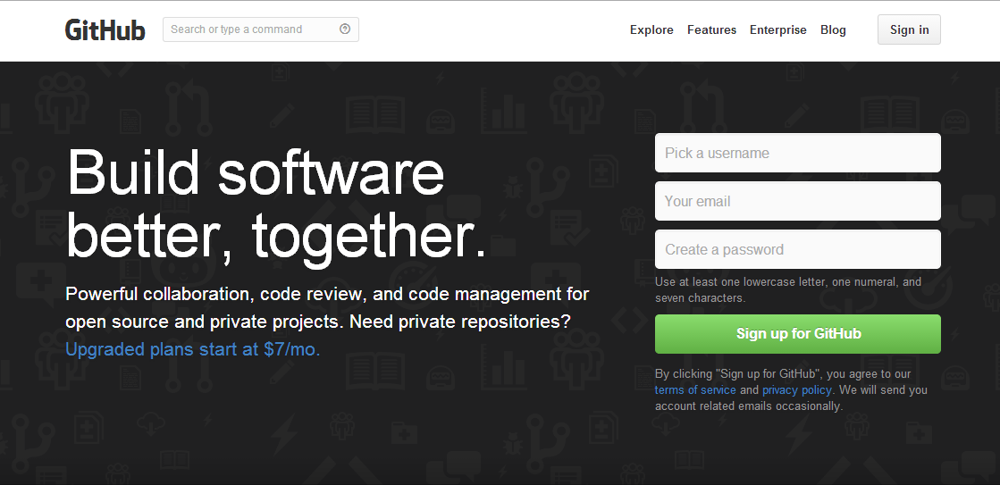 GitHub
Search or type a command
Explore Features Enterprise Blog Sign in
Build software
better, together.
Powerful collaboration, code review, and code management for
open source and private projects. Need private repositories?
Upgraded plans start at $7/mo.
Pick a username
Your email
Create a password
Use at least one lowercase letter, one numeral, and
seven characters.
Sign up for GitHub
By clicking "Sign up for GitHub", you agree to our
terms of service and privacy policy. We will send you
account related emails occasionally.